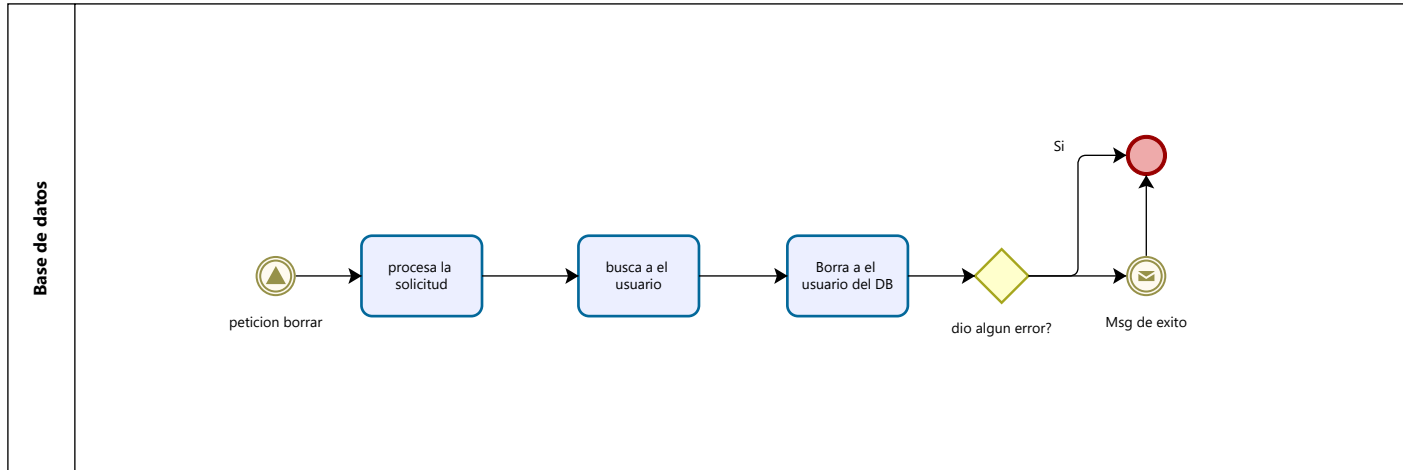 Base de datos
peticion borrar
procesa la
solicitud
busca a el
usuario
Borra a el
usuario del DB
dio algun error?
Si
Msg de exito